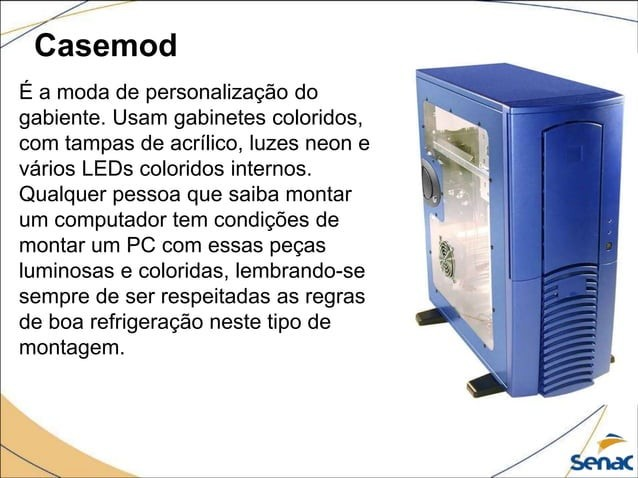 Casemod
É a moda de personalização do
gabiente. Usam gabinetes coloridos,
com tampas de acrílico, luzes neon e
vários LEDs coloridos internos.
Qualquer pessoa que saiba montar
um computador tem condições de
montar um PC com essas peças
luminosas e coloridas, lembrando-se
sempre de ser respeitadas as regras
de boa refrigeração neste tipo de
montagem.
Senac